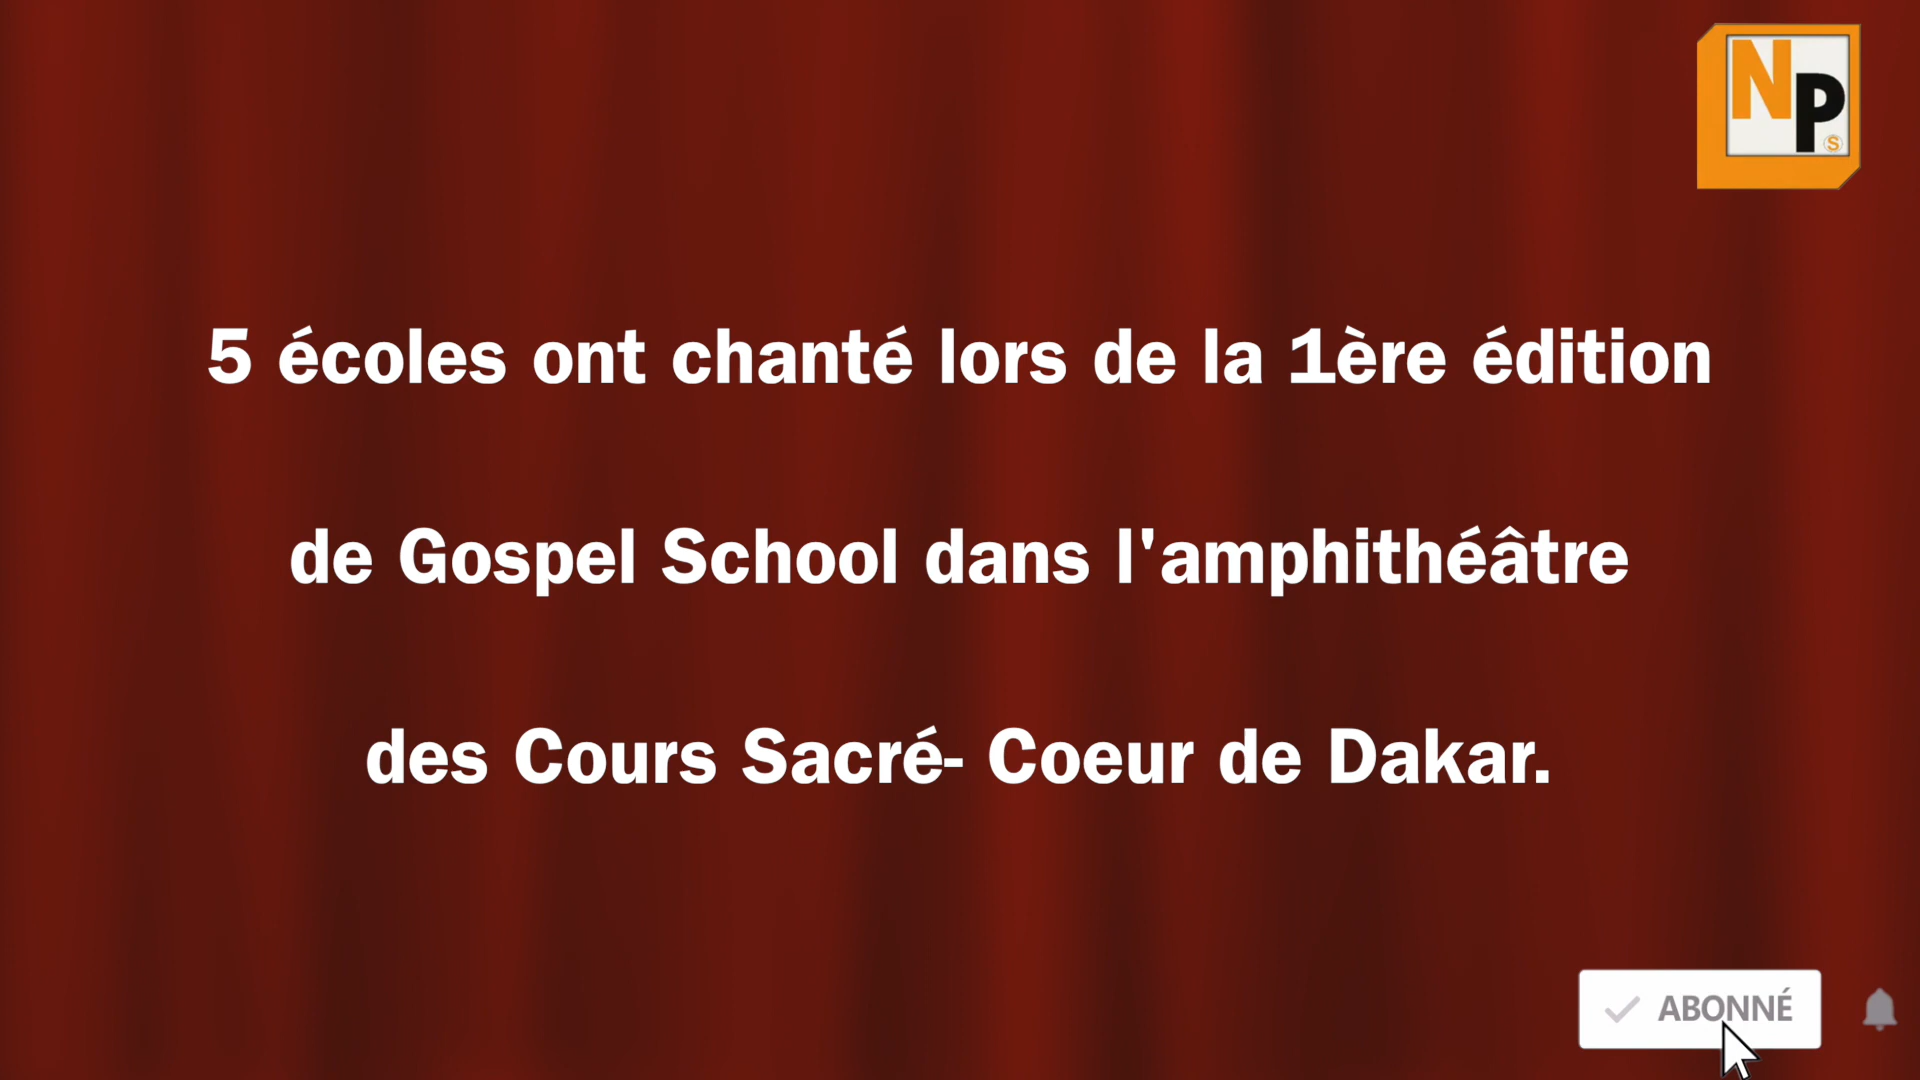 NP
S
5 écoles ont chanté lors de la 1ère édition
de Gospel School dans l'amphithéâtre
des Cours Sacré- Coeur de Dakar.
ABONNÉ